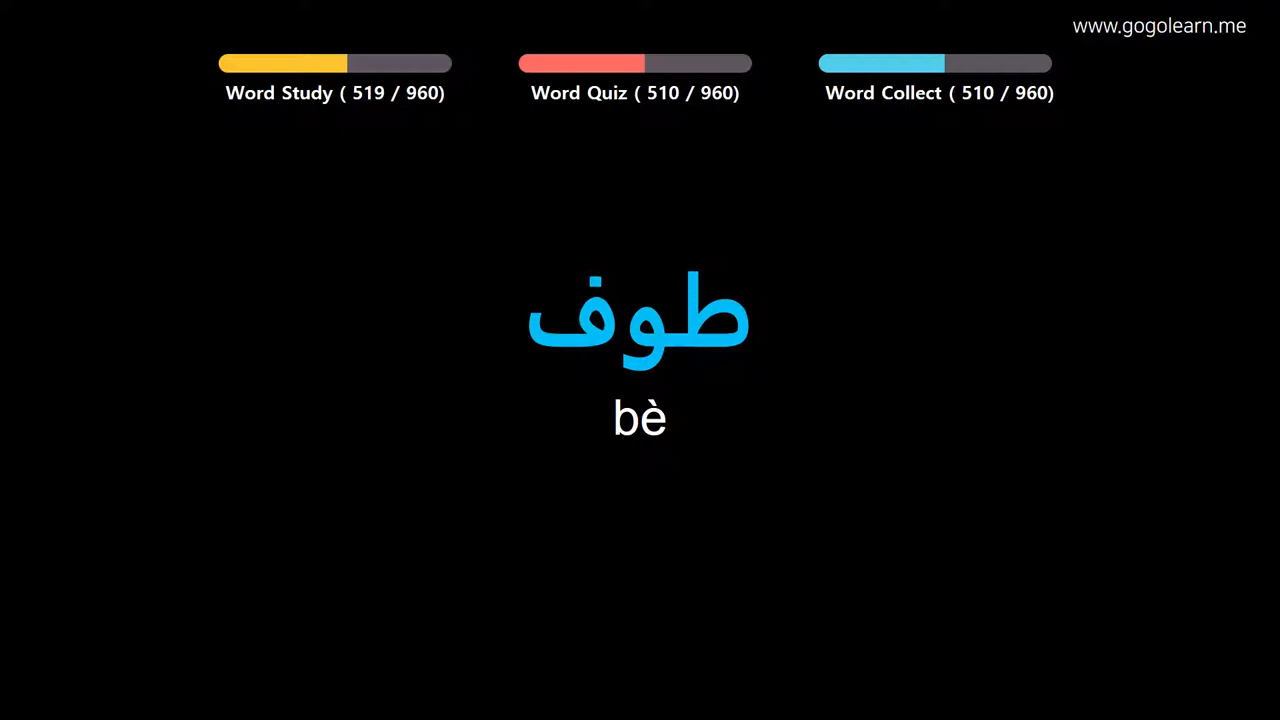 www.gogolearn.me
Word Study ( 519 / 960)
Word Quiz ( 510 / 960)
Word Collect ( 510 / 960)
طوف
bè